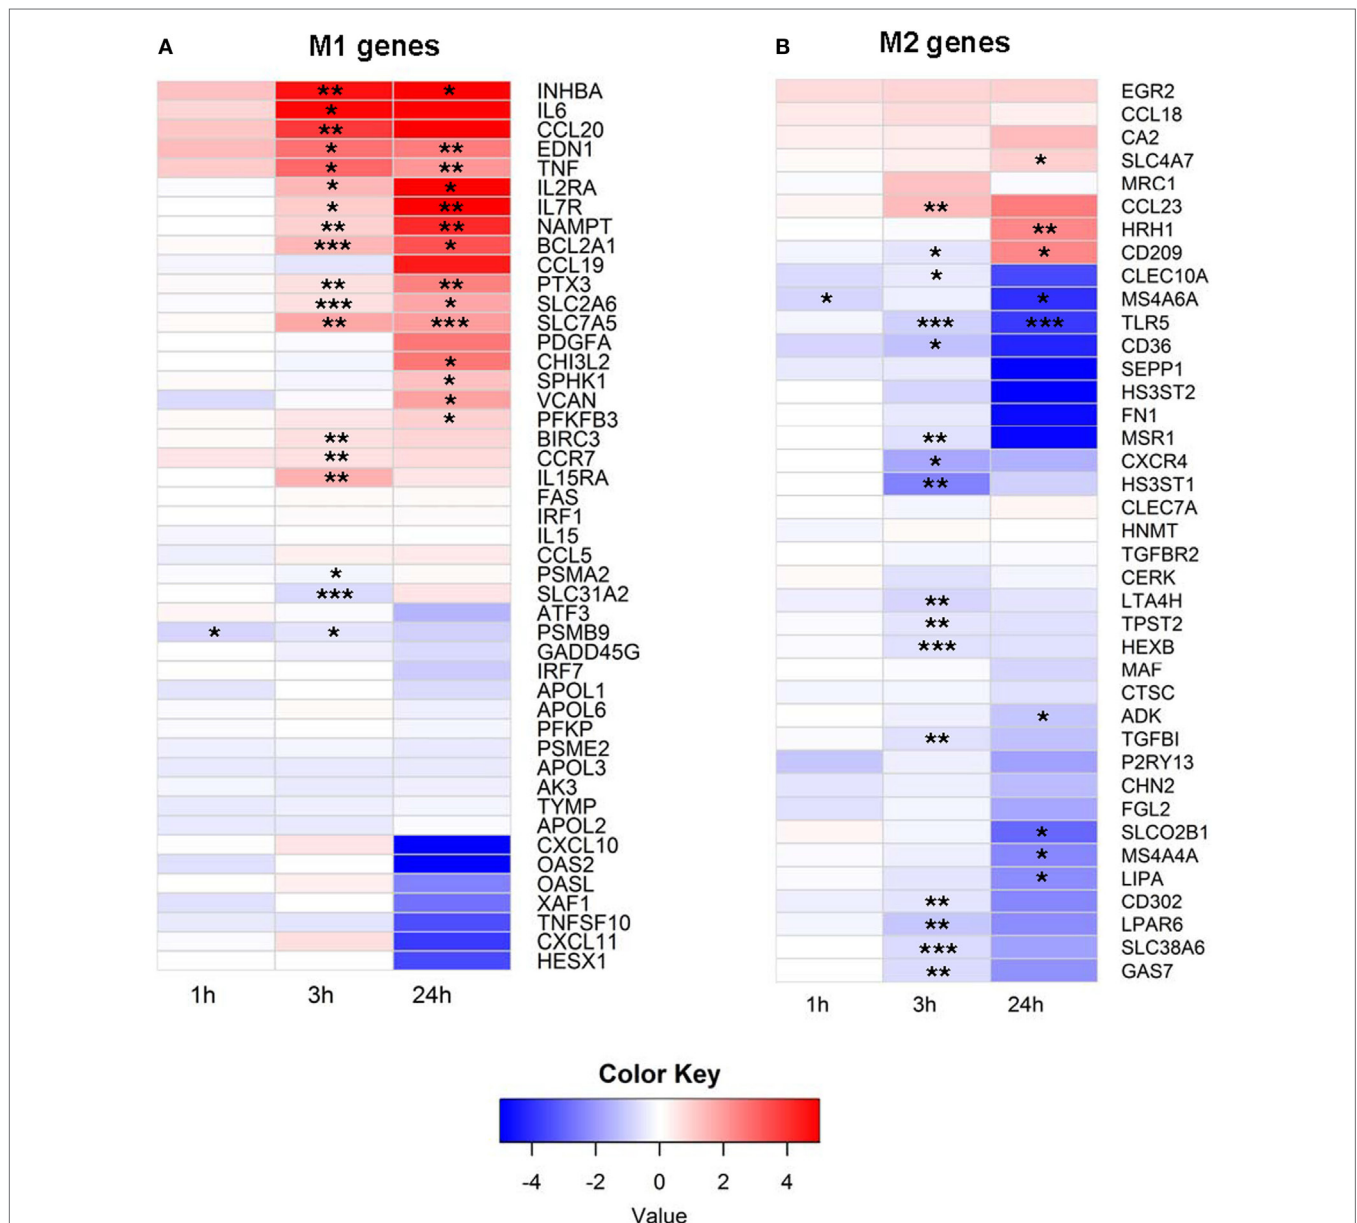 A M1 genes
** * INHBA
* IL6
** CCL20
* ** EDN1
* ** TNF
* * IL2RA
* ** IL7R
** ** NAMPT
*** * BCL2A1
CCL19
** ** PTX3
*** * SLC2A6
** *** SLC7A5
PDGFA
* CHI3L2
* SPHK1
* VCAN
* PFKFB3
** BIRC3
** CCR7
** IL15RA
FAS
IRF1
IL15
CCL5
* PSMA2
*** SLC31A2
ATF3
* * PSMB9
GADD45G
IRF7
APOL1
APOL6
PFKP
PSME2
APOL3
AK3
TYMP
APOL2
CXCL10
OAS2
OASL
XAF1
TNFSF10
CXCL11
HESX1
1h 3h 24h
B M2 genes
EGR2
CCL18
CA2
* SLC4A7
MRC1
** CCL23
** HRH1
* * CD209
* CLEC10A
* * MS4A6A
*** *** TLR5
* CD36
SEPP1
HS3ST2
FN1
** MSR1
* CXCR4
** HS3ST1
CLEC7A
HNMT
TGFBR2
CERK
** LTA4H
** TPST2
*** HEXB
MAF
CTSC
* ADK
** TGFBI
P2RY13
CHN2
FGL2
* SLCO2B1
* MS4A4A
* LIPA
** CD302
** LPAR6
*** SLC38A6
** GAS7
1h 3h 24h
Color Key
-4 -2 0 2 4
Value